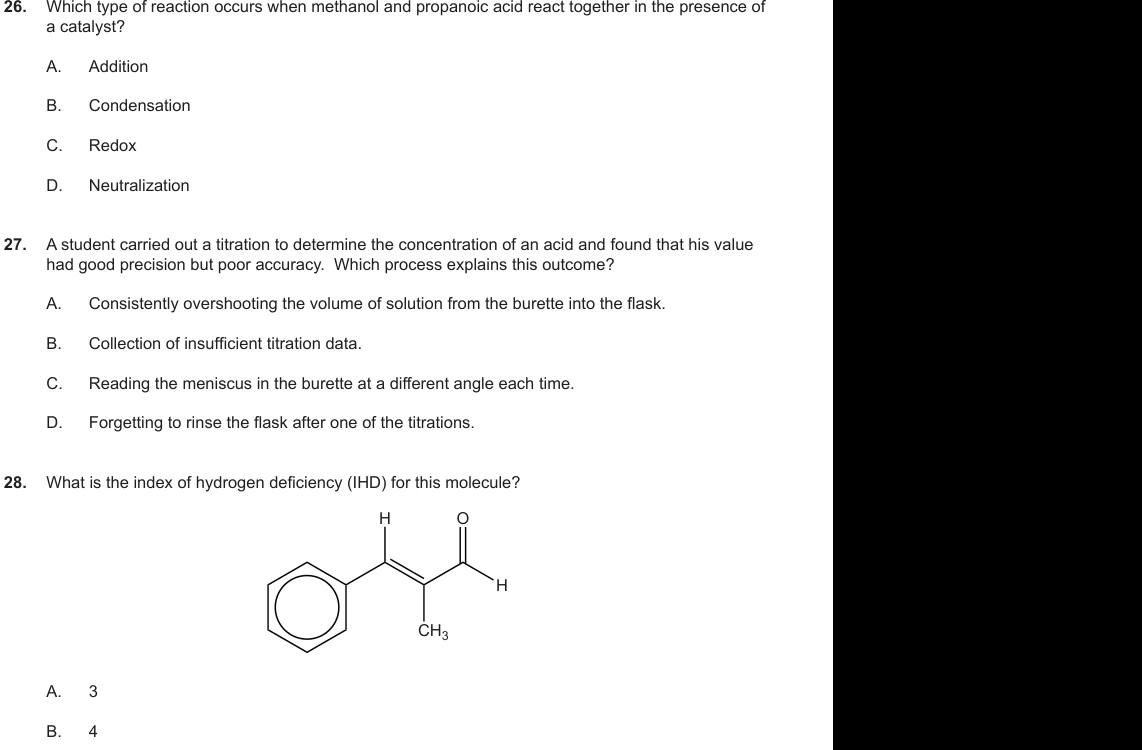 26. Which type of reaction occurs when methanol and propanoic acid react together in the presence of
a catalyst?
A. Addition
B. Condensation
C. Redox
D. Neutralization
27. A student carried out a titration to determine the concentration of an acid and found that his value
had good precision but poor accuracy. Which process explains this outcome?
A. Consistently overshooting the volume of solution from the burette into the flask.
B. Collection of insufficient titration data.
C. Reading the meniscus in the burette at a different angle each time.
D. Forgetting to rinse the flask after one of the titrations.
28. What is the index of hydrogen deficiency (IHD) for this molecule?
H O
H
CH₃
A. 3
B. 4